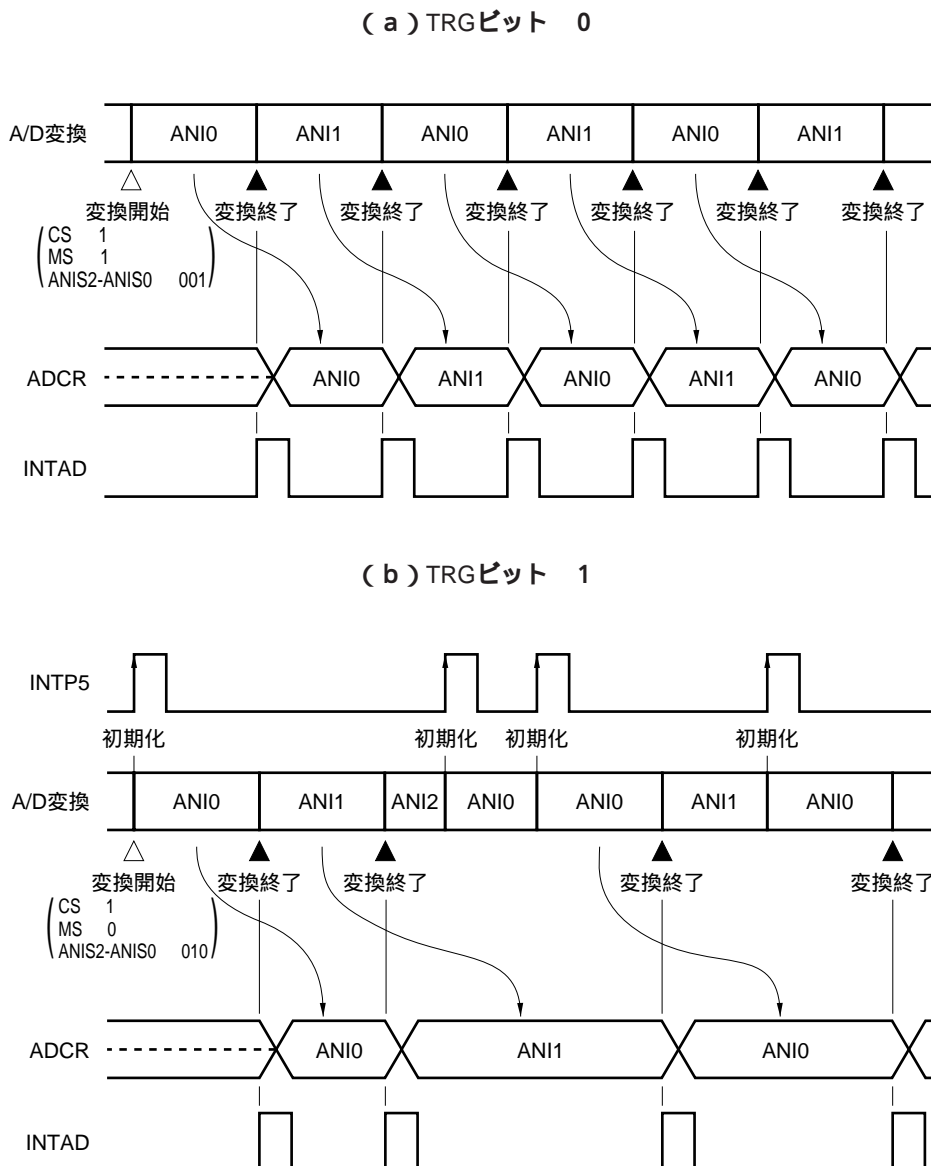 (a)TRGビット 0
A/D変換 ANI0 ANI1 ANI0 ANI1 ANI0 ANI1
変換開始 変換終了 変換終了 変換終了 変換終了 変換終了 変換終了
CS 1
MS 1
ANIS2-ANIS0 001
ADCR ANI0 ANI1 ANI0 ANI1 ANI0
INTAD
(b)TRGビット 1
INTP5
初期化 初期化 初期化 初期化
A/D変換 ANI0 ANI1 ANI2 ANI0 ANI0 ANI1 ANI0
変換開始 変換終了 変換終了 変換終了 変換終了
CS 1
MS 0
ANIS2-ANIS0 010
ADCR ANI0 ANI1 ANI0
INTAD